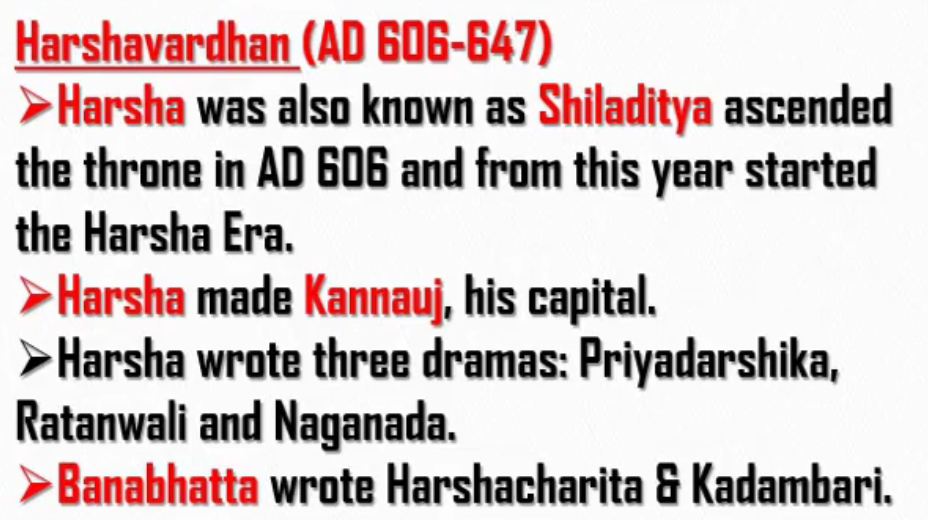 Harshavardhan (AD 606-647)
➢Harsha was also known as Shiladitya ascended
the throne in AD 606 and from this year started
the Harsha Era.
➢Harsha made Kannauj, his capital.
➢Harsha wrote three dramas: Priyadarshika,
Ratanwali and Naganada.
➢Banabhatta wrote Harshacharita & Kadambari.